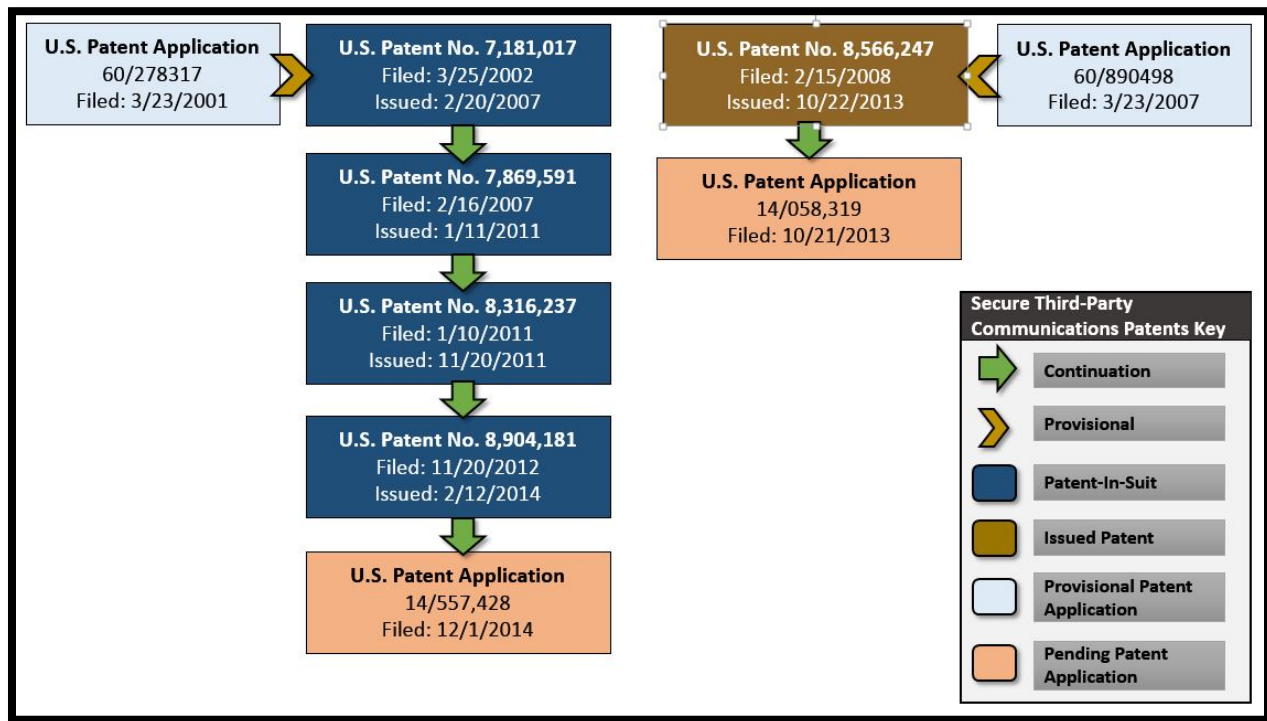 U.S. Patent Application
60/278317
Filed: 3/23/2001
U.S. Patent No. 7,181,017
Filed: 3/25/2002
Issued: 2/20/2007
U.S. Patent No. 7,869,591
Filed: 2/16/2007
Issued: 1/11/2011
U.S. Patent No. 8,316,237
Filed: 1/10/2011
Issued: 11/20/2011
U.S. Patent No. 8,904,181
Filed: 11/20/2012
Issued: 2/12/2014
U.S. Patent Application
14/557,428
Filed: 12/1/2014
U.S. Patent No. 8,566,247
Filed: 2/15/2008
Issued: 10/22/2013
U.S. Patent Application
60/890498
Filed: 3/23/2007
U.S. Patent Application
14/058,319
Filed: 10/21/2013
Secure Third-Party
Communications Patents Key
Continuation
Provisional
Patent-In-Suit
Issued Patent
Provisional Patent
Application
Pending Patent
Application